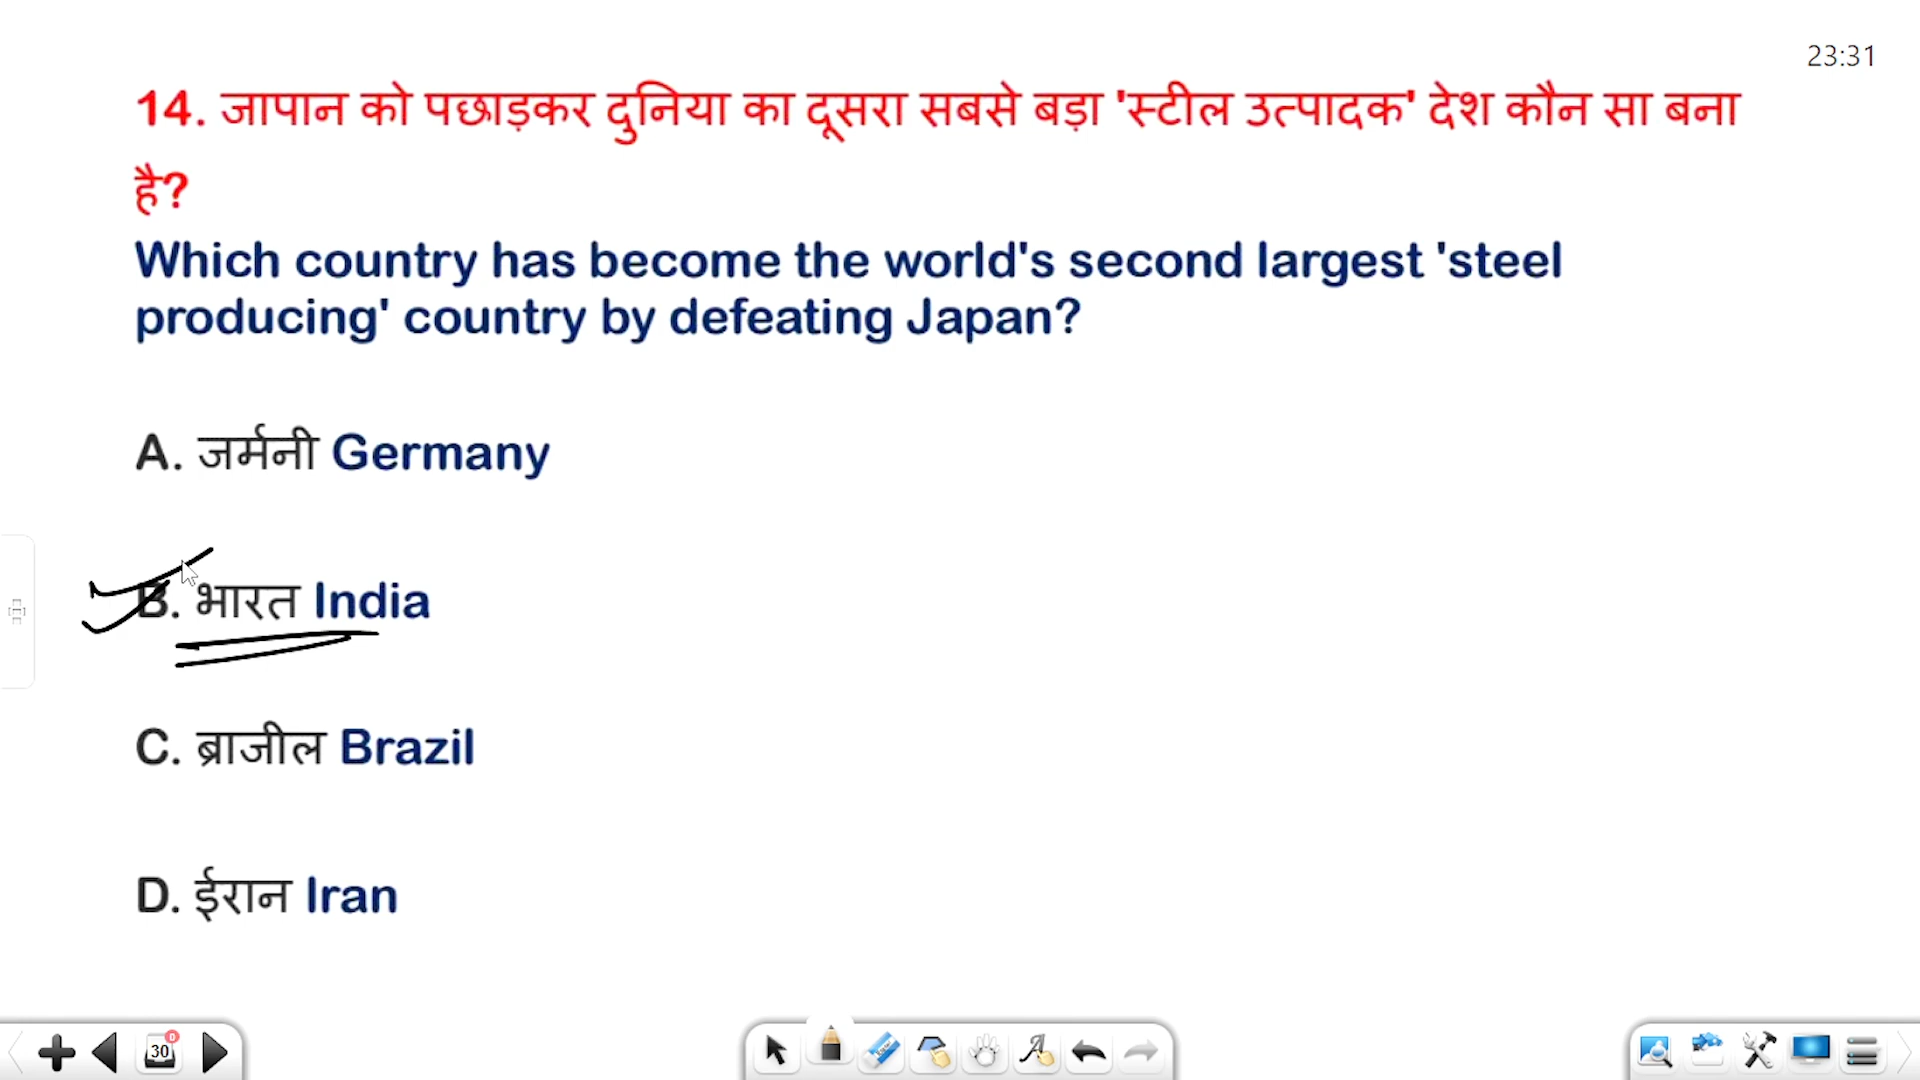 23:31
14. जापान को पछाड़कर दुनिया का दूसरा सबसे बड़ा 'स्टील उत्पादक' देश कौन सा बना
है?
Which country has become the world's second largest 'steel
producing' country by defeating Japan?
A. जर्मनी Germany
B. भारत India
C. ब्राजील Brazil
D. ईरान Iran
30